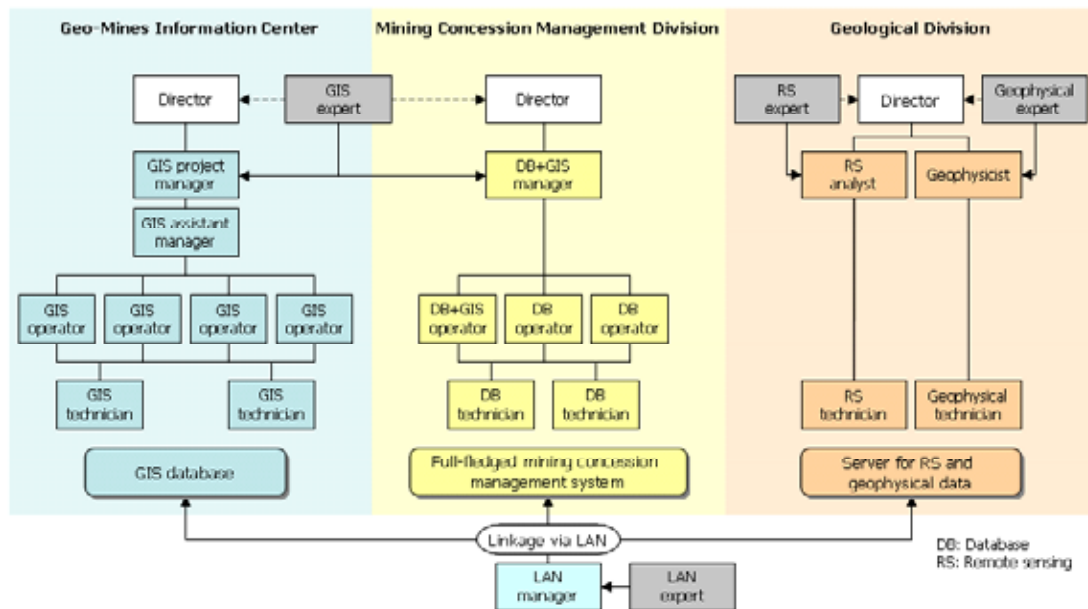 Geo-Mines Information Center
Mining Concession Management Division
Geological Division
Director
GIS
expert
Director
RS
expert
Director
Geophysical
expert
GIS project
manager
DB+GIS
manager
RS
analyst
Geophysicist
GIS assistant
manager
GIS
operator
GIS
operator
GIS
operator
GIS
operator
DB+GIS
operator
DB
operator
DB
operator
GIS
technician
GIS
technician
DB
technician
DB
technician
RS
technician
Geophysical
technician
GIS database
Full-fledged mining concession
management system
Server for RS and
geophysical data
Linkage via LAN
LAN
manager
LAN
expert
DB: Database
RS: Remote sensing